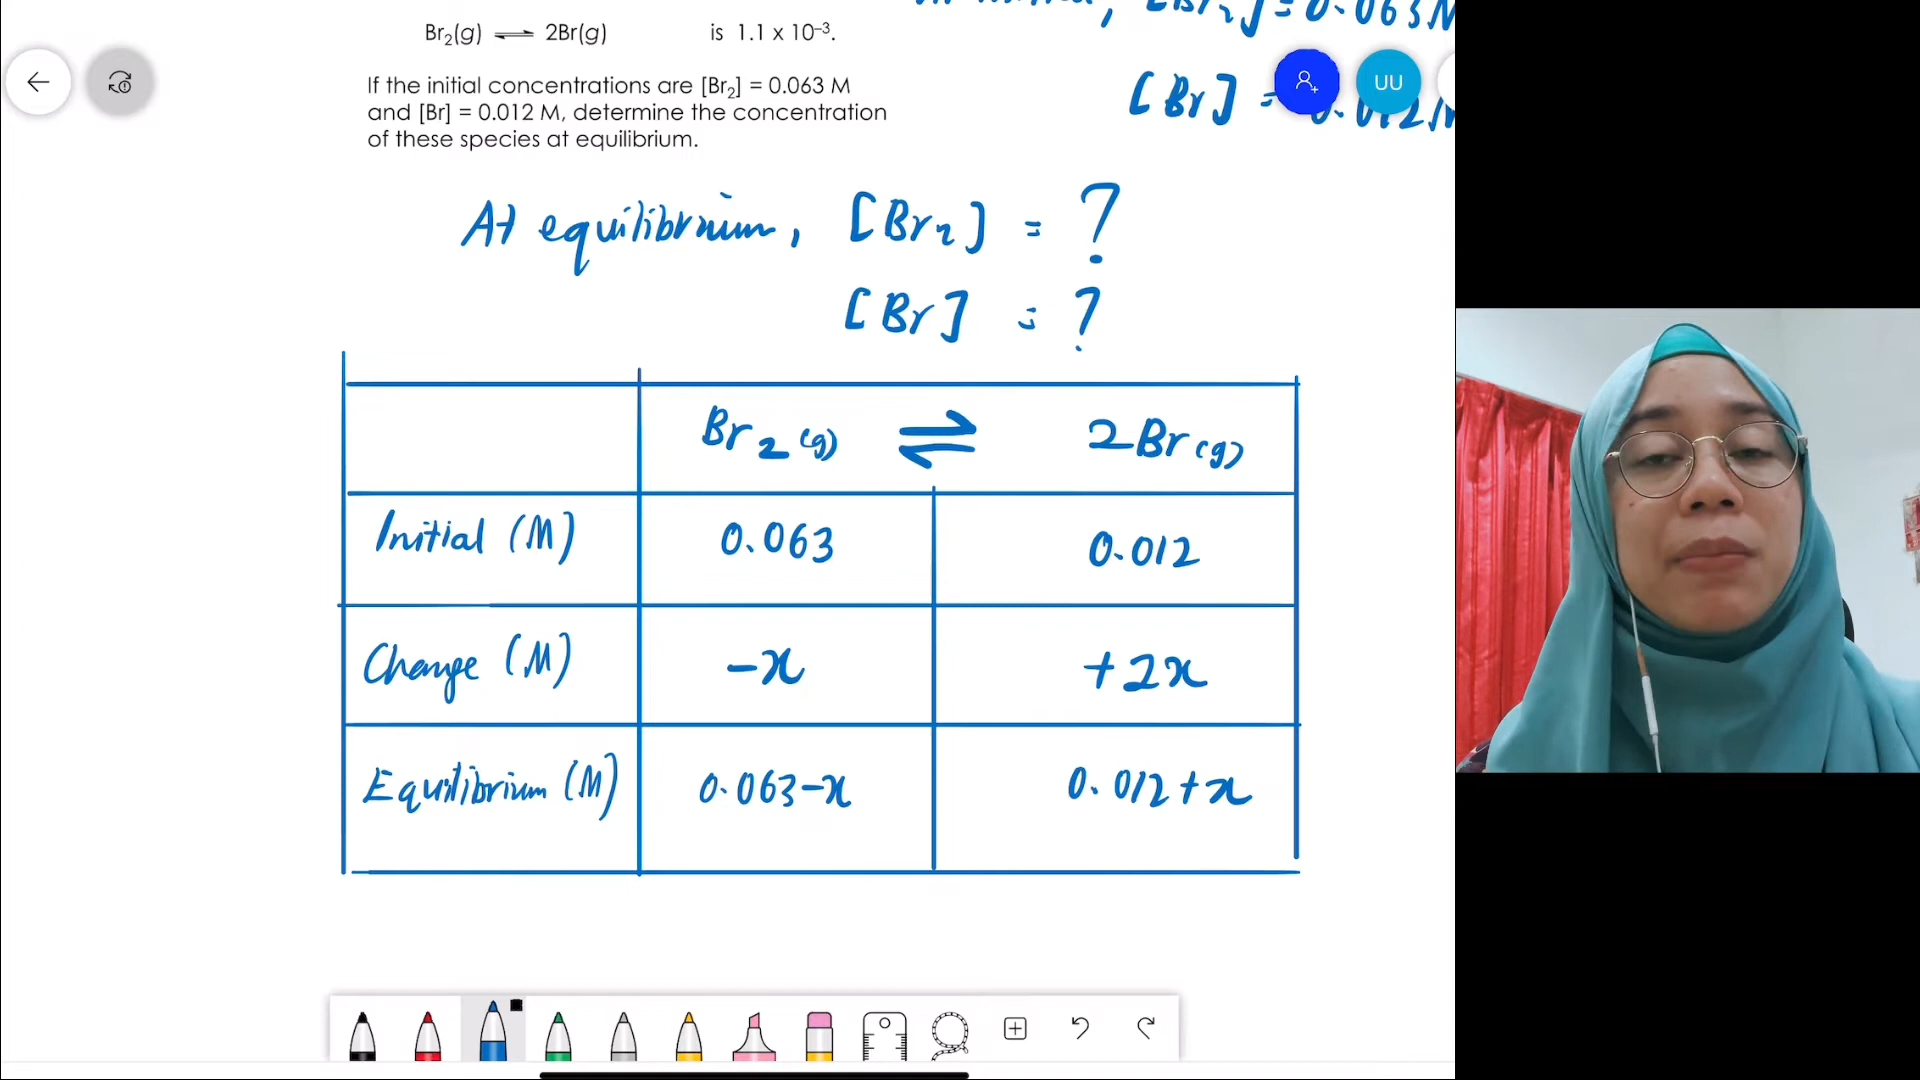 Br₂(g) ⇌ 2Br(g) is 1.1 x 10⁻³.
[Br] = 0.012 M
If the initial concentrations are [Br₂] = 0.063 M
and [Br] = 0.012 M, determine the concentration
of these species at equilibrium.
UU
At equilibrium, [Br₂] = ?
[Br] = ?
Br₂(g) ⇌ 2Br(g)
Initial (M) 0.063 0.012
Change (M) -x +2x
Equilibrium (M) 0.063-x 0.012+x